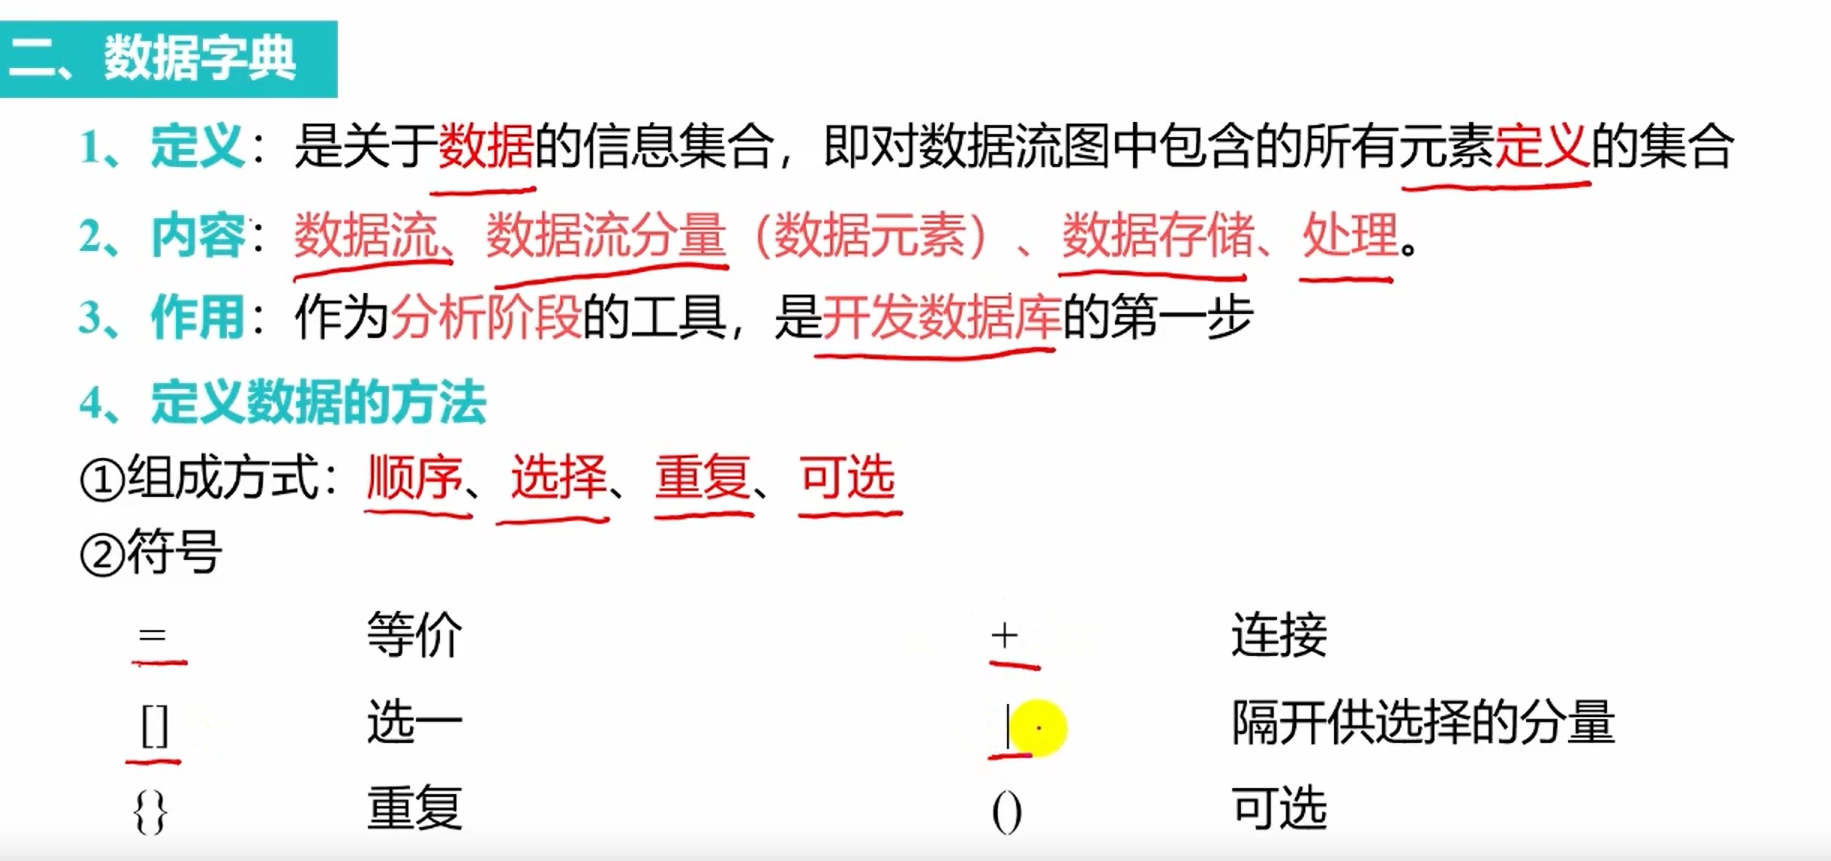 二、数据字典
1、定义：是关于数据的信息集合，即对数据流图中包含的所有元素定义的集合
2、内容：数据流、数据流分量（数据元素）、数据存储、处理。
3、作用：作为分析阶段的工具，是开发数据库的第一步
4、定义数据的方法
①组成方式：顺序、选择、重复、可选
②符号
= 等价 + 连接
[] 选一 | 隔开供选择的分量
{} 重复 () 可选